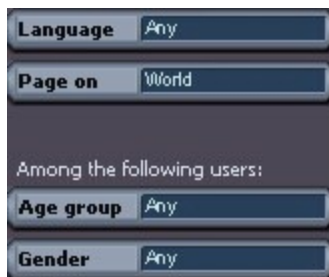 Language Any
Page on World
Among the following users:
Age group Any
Gender Any